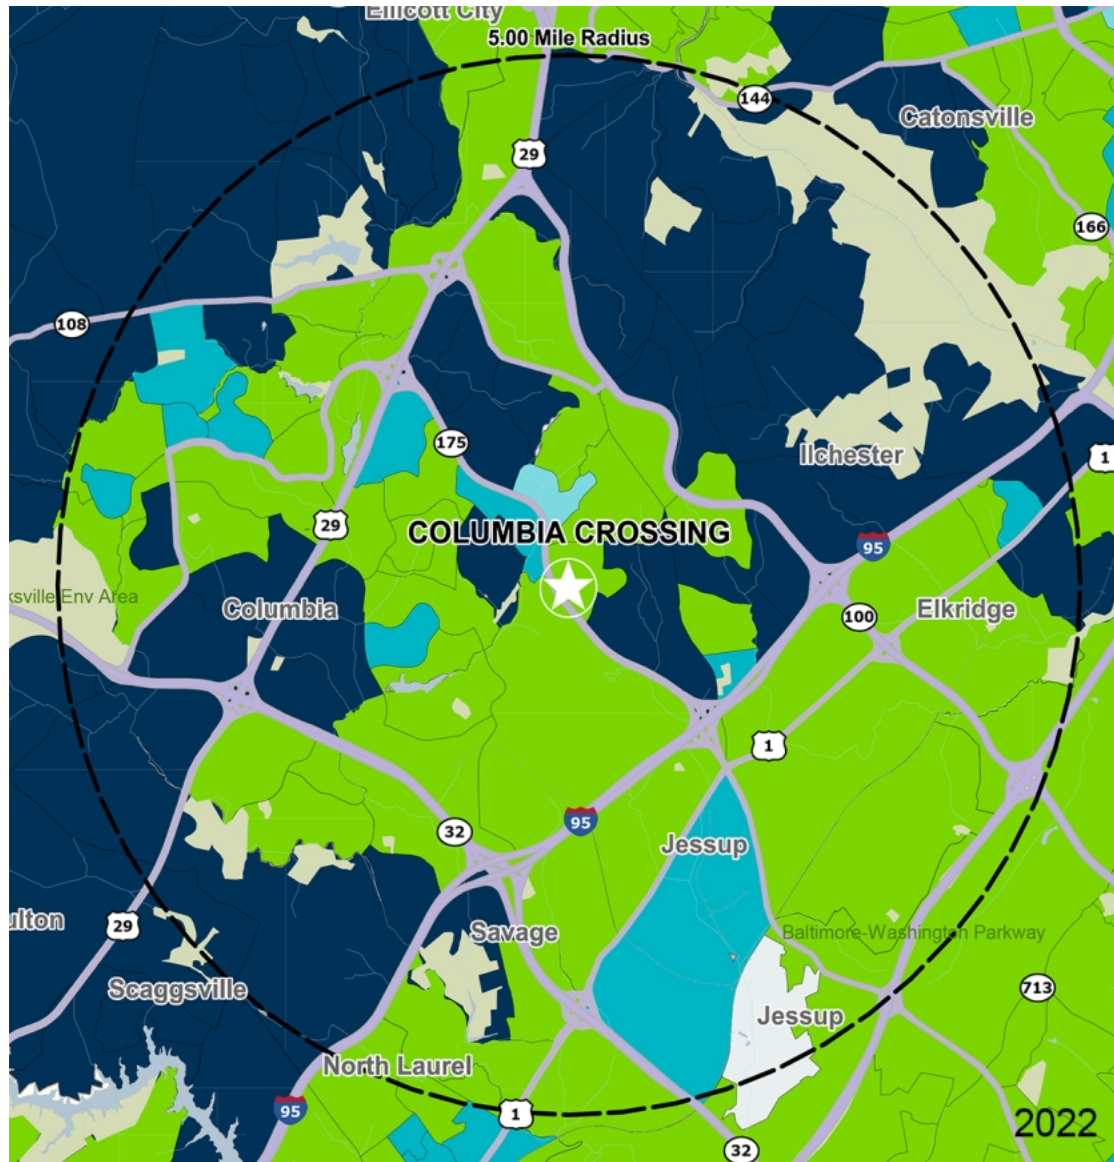 Ellicott City
5.00 Mile Radius
144
Catonsville
29
166
108
175
Ilchester
1
29
COLUMBIA CROSSING
95
ksville Env Area
Columbia
100
Elkridge
1
32
95
Jessup
ulton
29
Savage
Baltimore-Washington Parkway
Scaggsville
713
Jessup
North Laurel
95
1
2022
32